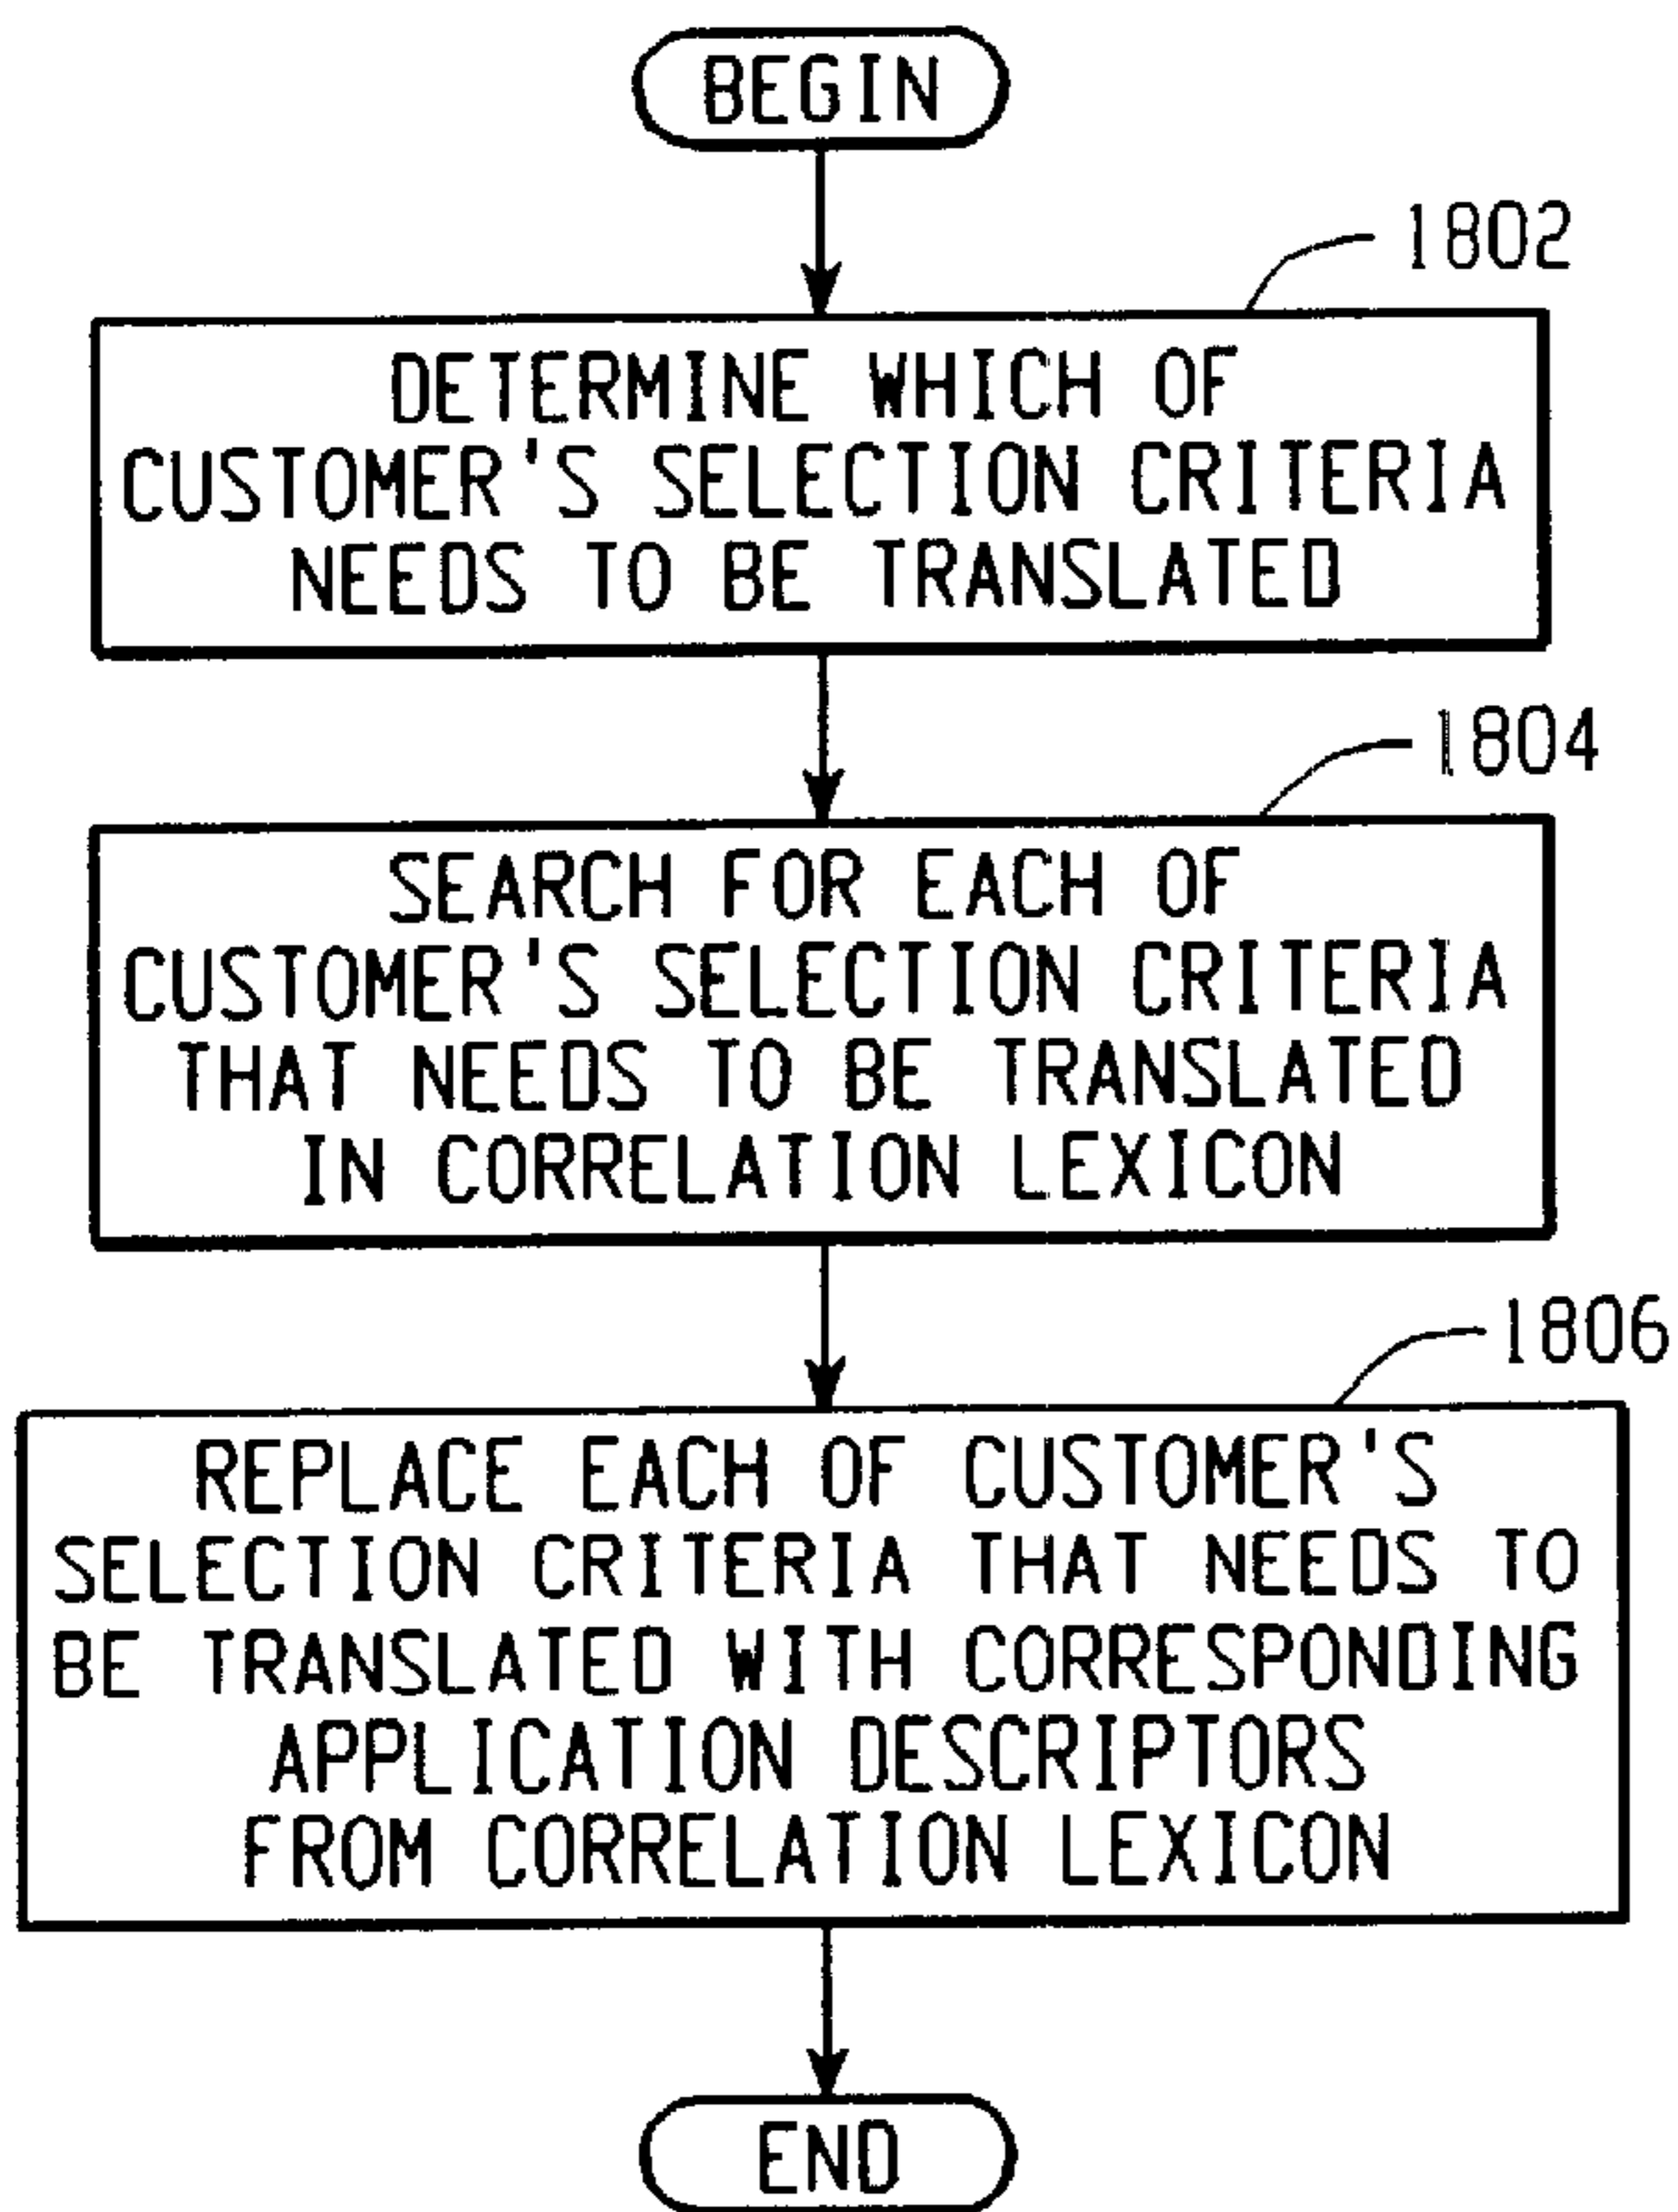 BEGIN
1802
DETERMINE WHICH OF
CUSTOMER'S SELECTION CRITERIA
NEEDS TO BE TRANSLATED
1804
SEARCH FOR EACH OF
CUSTOMER'S SELECTION CRITERIA
THAT NEEDS TO BE TRANSLATED
IN CORRELATION LEXICON
1806
REPLACE EACH OF CUSTOMER'S
SELECTION CRITERIA THAT NEEDS TO
BE TRANSLATED WITH CORRESPONDING
APPLICATION DESCRIPTORS
FROM CORRELATION LEXICON
END